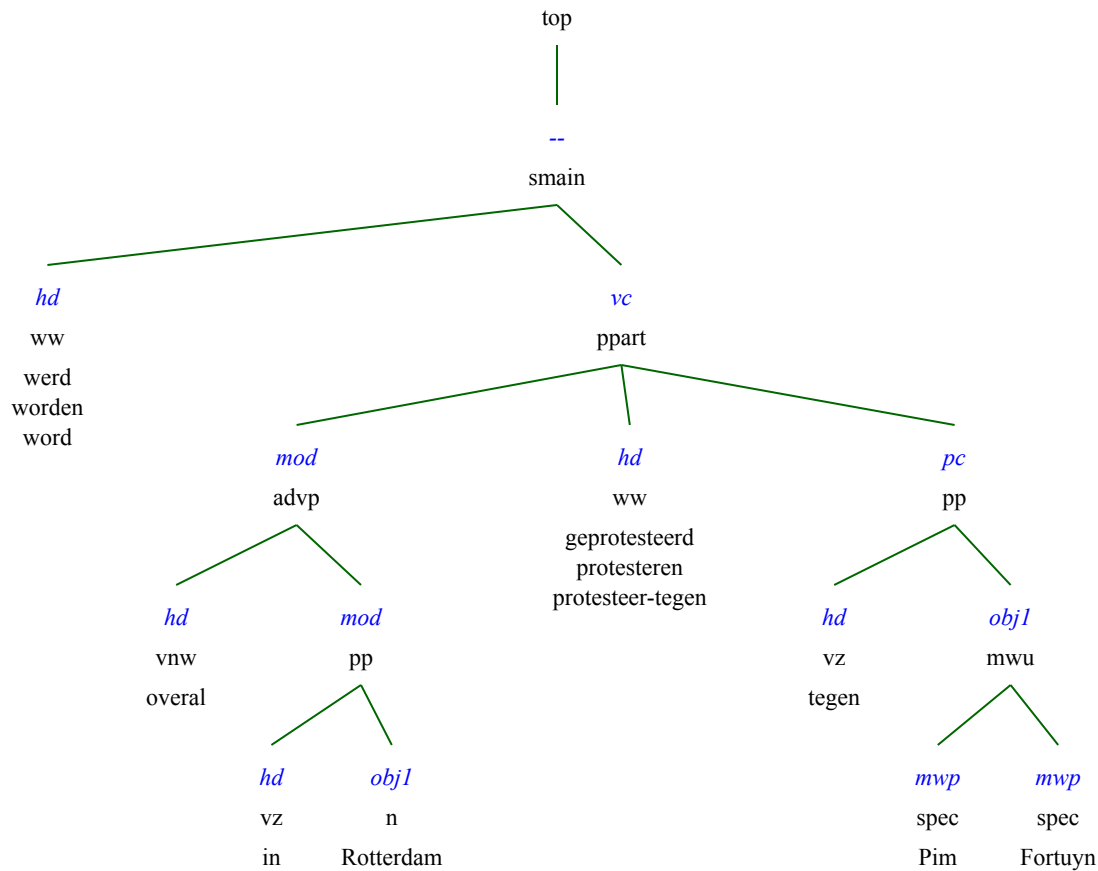 top
--
smain
hd vc
ww ppart
werd
worden
word
mod hd pc
advp ww pp
geprotesteerd
protesteren
protesteer-tegen
hd mod hd obj1
vnw pp vz mwu
overal tegen
hd obj1 mwp mwp
vz n spec spec
in Rotterdam Pim Fortuyn